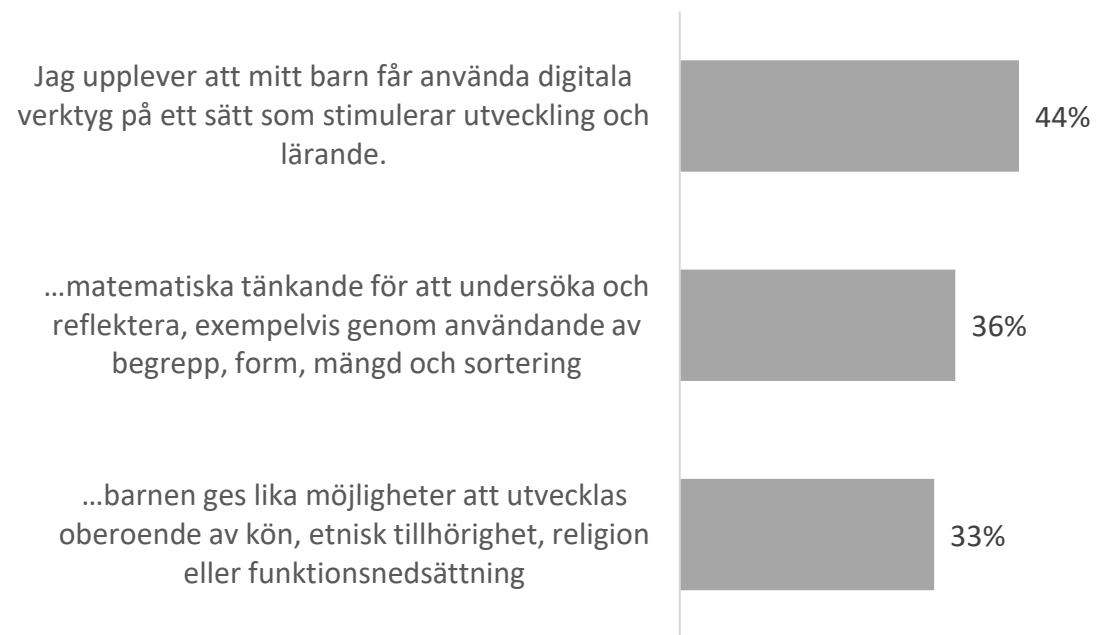 Jag upplever att mitt barn får använda digitala
verktyg på ett sätt som stimulerar utveckling och
lärande.
44%
…matematiska tänkande för att undersöka och
reflektera, exempelvis genom användande av
begrepp, form, mängd och sortering
36%
…barnen ges lika möjligheter att utvecklas
oberoende av kön, etnisk tillhörighet, religion
eller funktionsnedsättning
33%